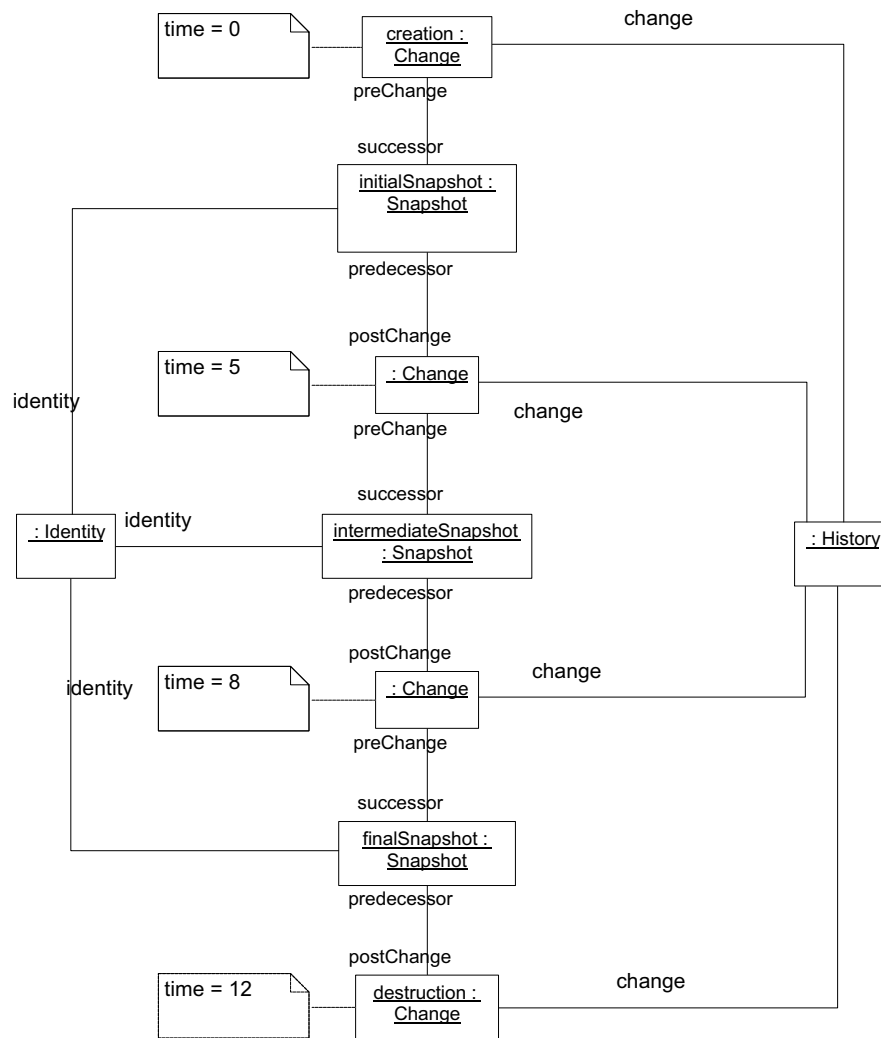 time = 0
creation :
Change
change
preChange
successor
initialSnapshot :
Snapshot
predecessor
postChange
time = 5
: Change
identity
change
preChange
successor
: Identity
identity
intermediateSnapshot
: Snapshot
: History
predecessor
postChange
identity
time = 8
: Change
change
preChange
successor
finalSnapshot :
Snapshot
predecessor
postChange
time = 12
destruction :
Change
change